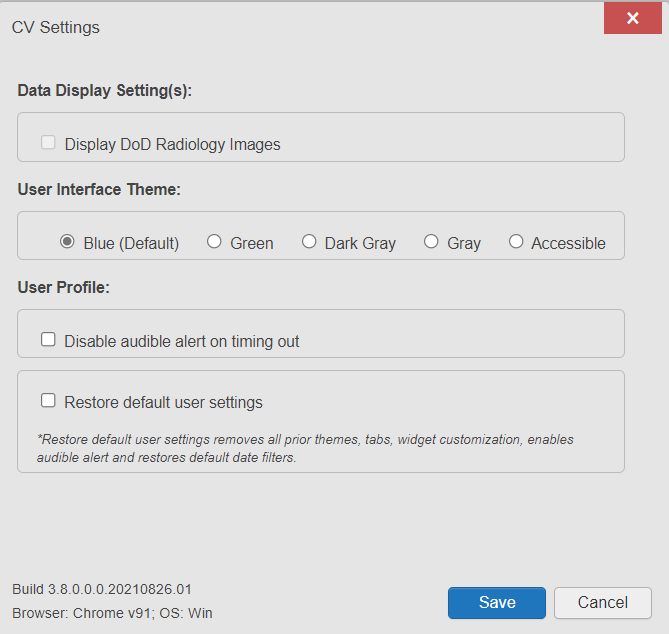 CV Settings
Data Display Setting(s):
Display DoD Radiology Images
User Interface Theme:
Blue (Default) Green Dark Gray Gray Accessible
User Profile:
Disable audible alert on timing out
Restore default user settings
*Restore default user settings removes all prior themes, tabs, widget customization, enables
audible alert and restores default date filters.
Build 3.8.0.0.0.20210826.01
Browser: Chrome v91; OS: Win
Save Cancel